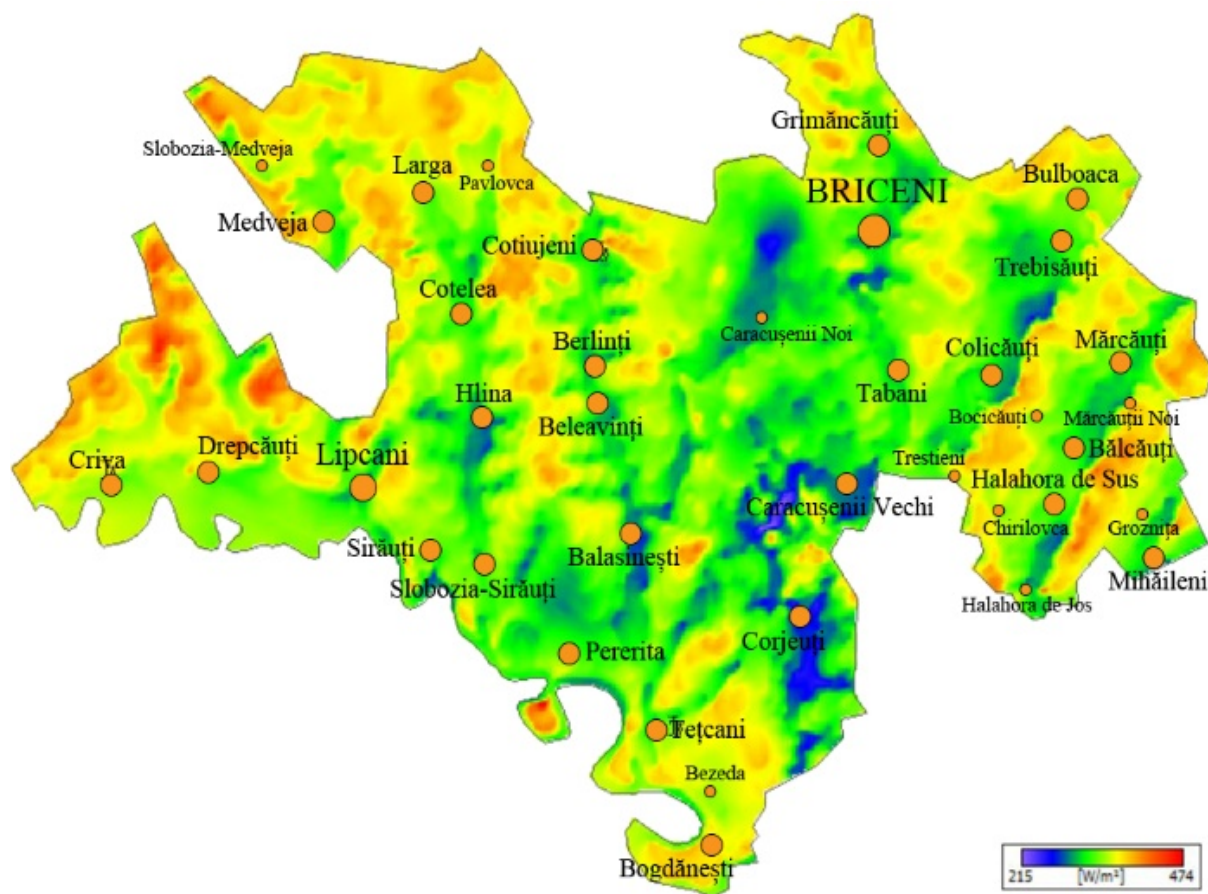 Grimăncăuți
Slobozia-Medveja
Larga
Pavlovca
BRICENI
Bulboaca
Medveja
Cotiujeni
Trebisăuți
Cotelea
Caracușenii Noi
Berlinți
Colicăuți
Mărcăuți
Hlina
Tabani
Beleavinți
Bocicăuți
Mărcăuții Noi
Drepcăuți
Lipcani
Criva
Trestieni
Bălcăuți
Halahora de Sus
Caracușenii Vechi
Chirilovca
Groznița
Sirăuți
Balasinești
Slobozia-Sirăuți
Mihăileni
Halahora de Jos
Corjeuți
Pererita
Tețcani
Bezeda
Bogdănești
215 [W/m²] 474